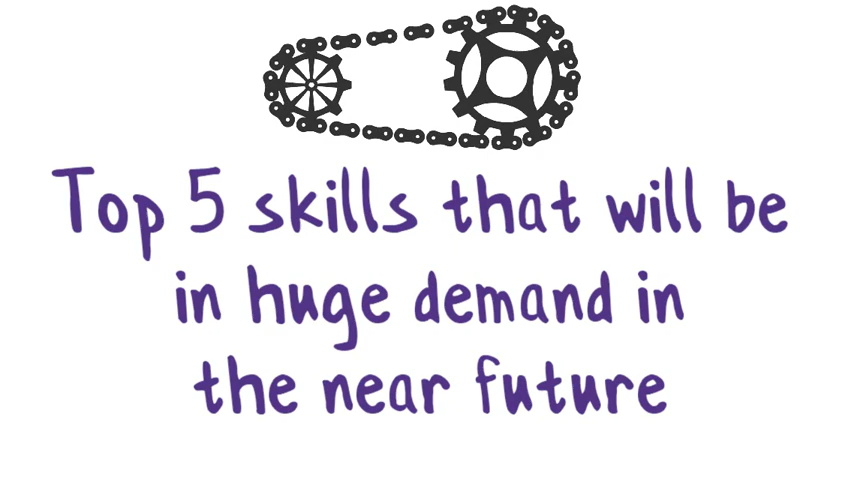 Top 5 skills that will be
in huge demand in
the near future